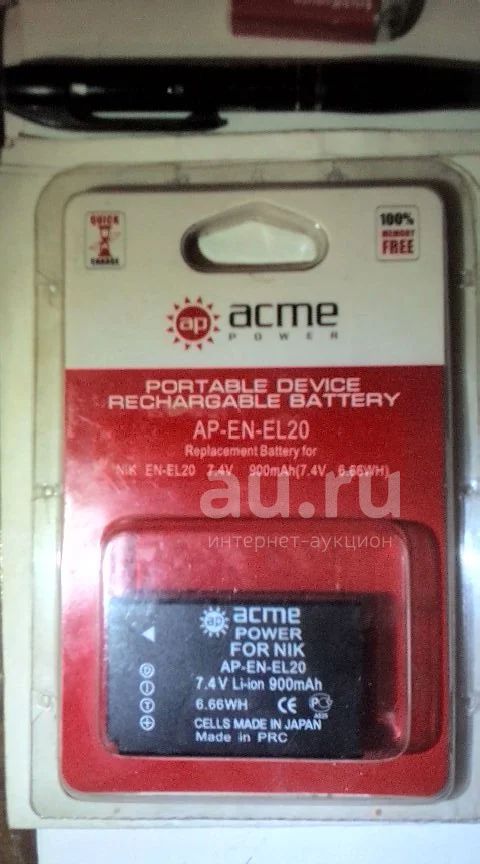 QUICK
CHARGE
100%
MEMORY
FREE
ap acme
POWER
PORTABLE DEVICE
RECHARGABLE BATTERY
AP-EN-EL20
Replacement Battery for
NIK EN-EL20 7.4V 900mAh(7.4V 6.66WH)
au.ru
интернет-аукцион
ap acme
POWER
FOR NIK
AP-EN-EL20
7.4V Li-ion 900mAh
6.66WH CE
CELLS MADE IN JAPAN
Made in PRC